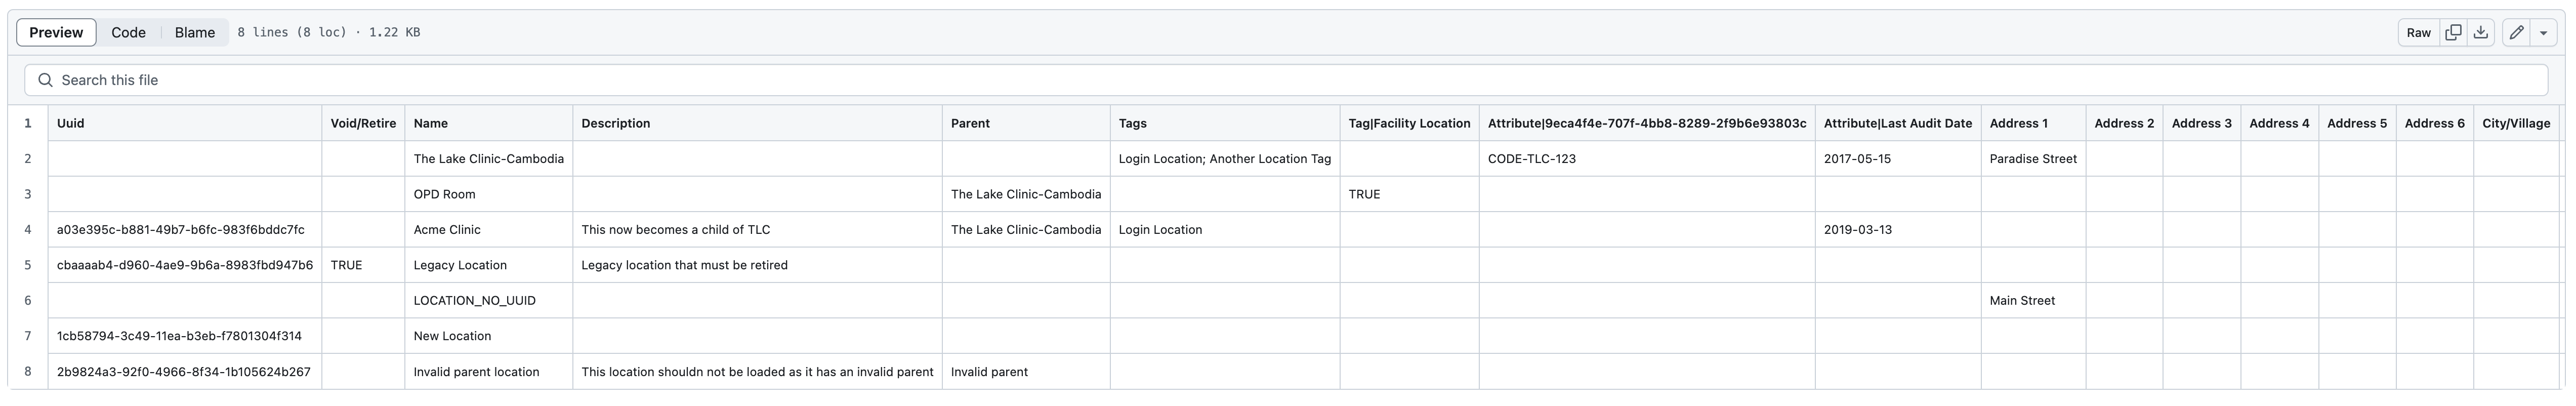 Preview Code Blame 8 lines (8 loc) · 1.22 KB Raw
Search this file
1 Uuid Void/Retire Name Description Parent Tags Tag|Facility Location Attribute|9eca4f4e-707f-4bb8-8289-2f9b6e93803c Attribute|Last Audit Date Address 1 Address 2 Address 3 Address 4 Address 5 Address 6 City/Village
2 The Lake Clinic-Cambodia Login Location; Another Location Tag CODE-TLC-123 2017-05-15 Paradise Street
3 OPD Room The Lake Clinic-Cambodia TRUE
4 a03e395c-b881-49b7-b6fc-983f6bddc7fc Acme Clinic This now becomes a child of TLC The Lake Clinic-Cambodia Login Location 2019-03-13
5 cbaaaab4-d960-4ae9-9b6a-8983fbd947b6 TRUE Legacy Location Legacy location that must be retired
6 LOCATION_NO_UUID Main Street
7 1cb58794-3c49-11ea-b3eb-f7801304f314 New Location
8 2b9824a3-92f0-4966-8f34-1b105624b267 Invalid parent location This location shouldn not be loaded as it has an invalid parent Invalid parent